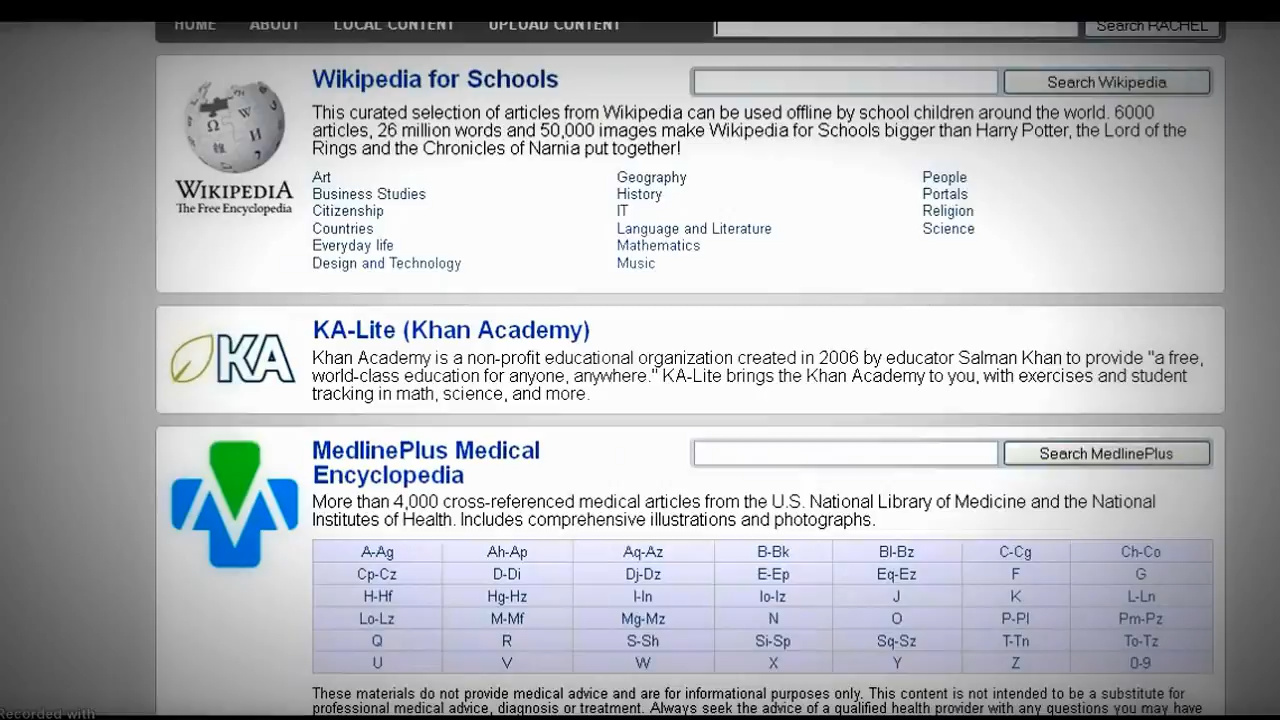 HOME ABOUT LOCAL CONTENT UPLOAD CONTENT Search RACHEL
Wikipedia for Schools
Search Wikipedia
This curated selection of articles from Wikipedia can be used offline by school children around the world. 6000
articles, 26 million words and 50,000 images make Wikipedia for Schools bigger than Harry Potter, the Lord of the
Rings and the Chronicles of Narnia put together!
WIKIPEDIA
The Free Encyclopedia
Art Geography People
Business Studies History Portals
Citizenship IT Religion
Countries Language and Literature Science
Everyday life Mathematics
Design and Technology Music
KA
KA-Lite (Khan Academy)
Khan Academy is a non-profit educational organization created in 2006 by educator Salman Khan to provide "a free,
world-class education for anyone, anywhere." KA-Lite brings the Khan Academy to you, with exercises and student
tracking in math, science, and more.
MedlinePlus Medical
Encyclopedia
Search MedlinePlus
More than 4,000 cross-referenced medical articles from the U.S. National Library of Medicine and the National
Institutes of Health. Includes comprehensive illustrations and photographs.
A-Ag Ah-Ap Aq-Az B-Bk Bl-Bz C-Cg Ch-Co
Cp-Cz D-Di Dj-Dz E-Ep Eq-Ez F G
H-Hf Hg-Hz I-In Io-Iz J K L-Ln
Lo-Lz M-Mf Mg-Mz N O P-Pl Pm-Pz
Q R S-Sh Si-Sp Sq-Sz T-Tn To-Tz
U V W X Y Z 0-9
These materials do not provide medical advice and are for informational purposes only. This content is not intended to be a substitute for
professional medical advice, diagnosis or treatment. Always seek the advice of a qualified health provider with any questions you may have
Recorded with